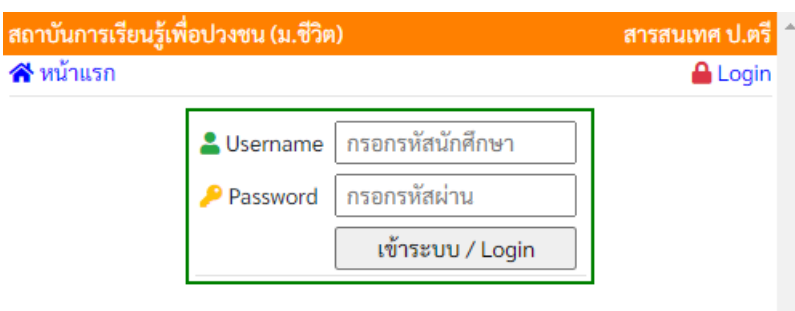 สถาบันการเรียนรู้เพื่อปวงชน (ม.ชีวิต) สารสนเทศ ป.ตรี
หน้าแรก Login
Username กรอกรหัสนักศึกษา
Password กรอกรหัสผ่าน
เข้าระบบ / Login